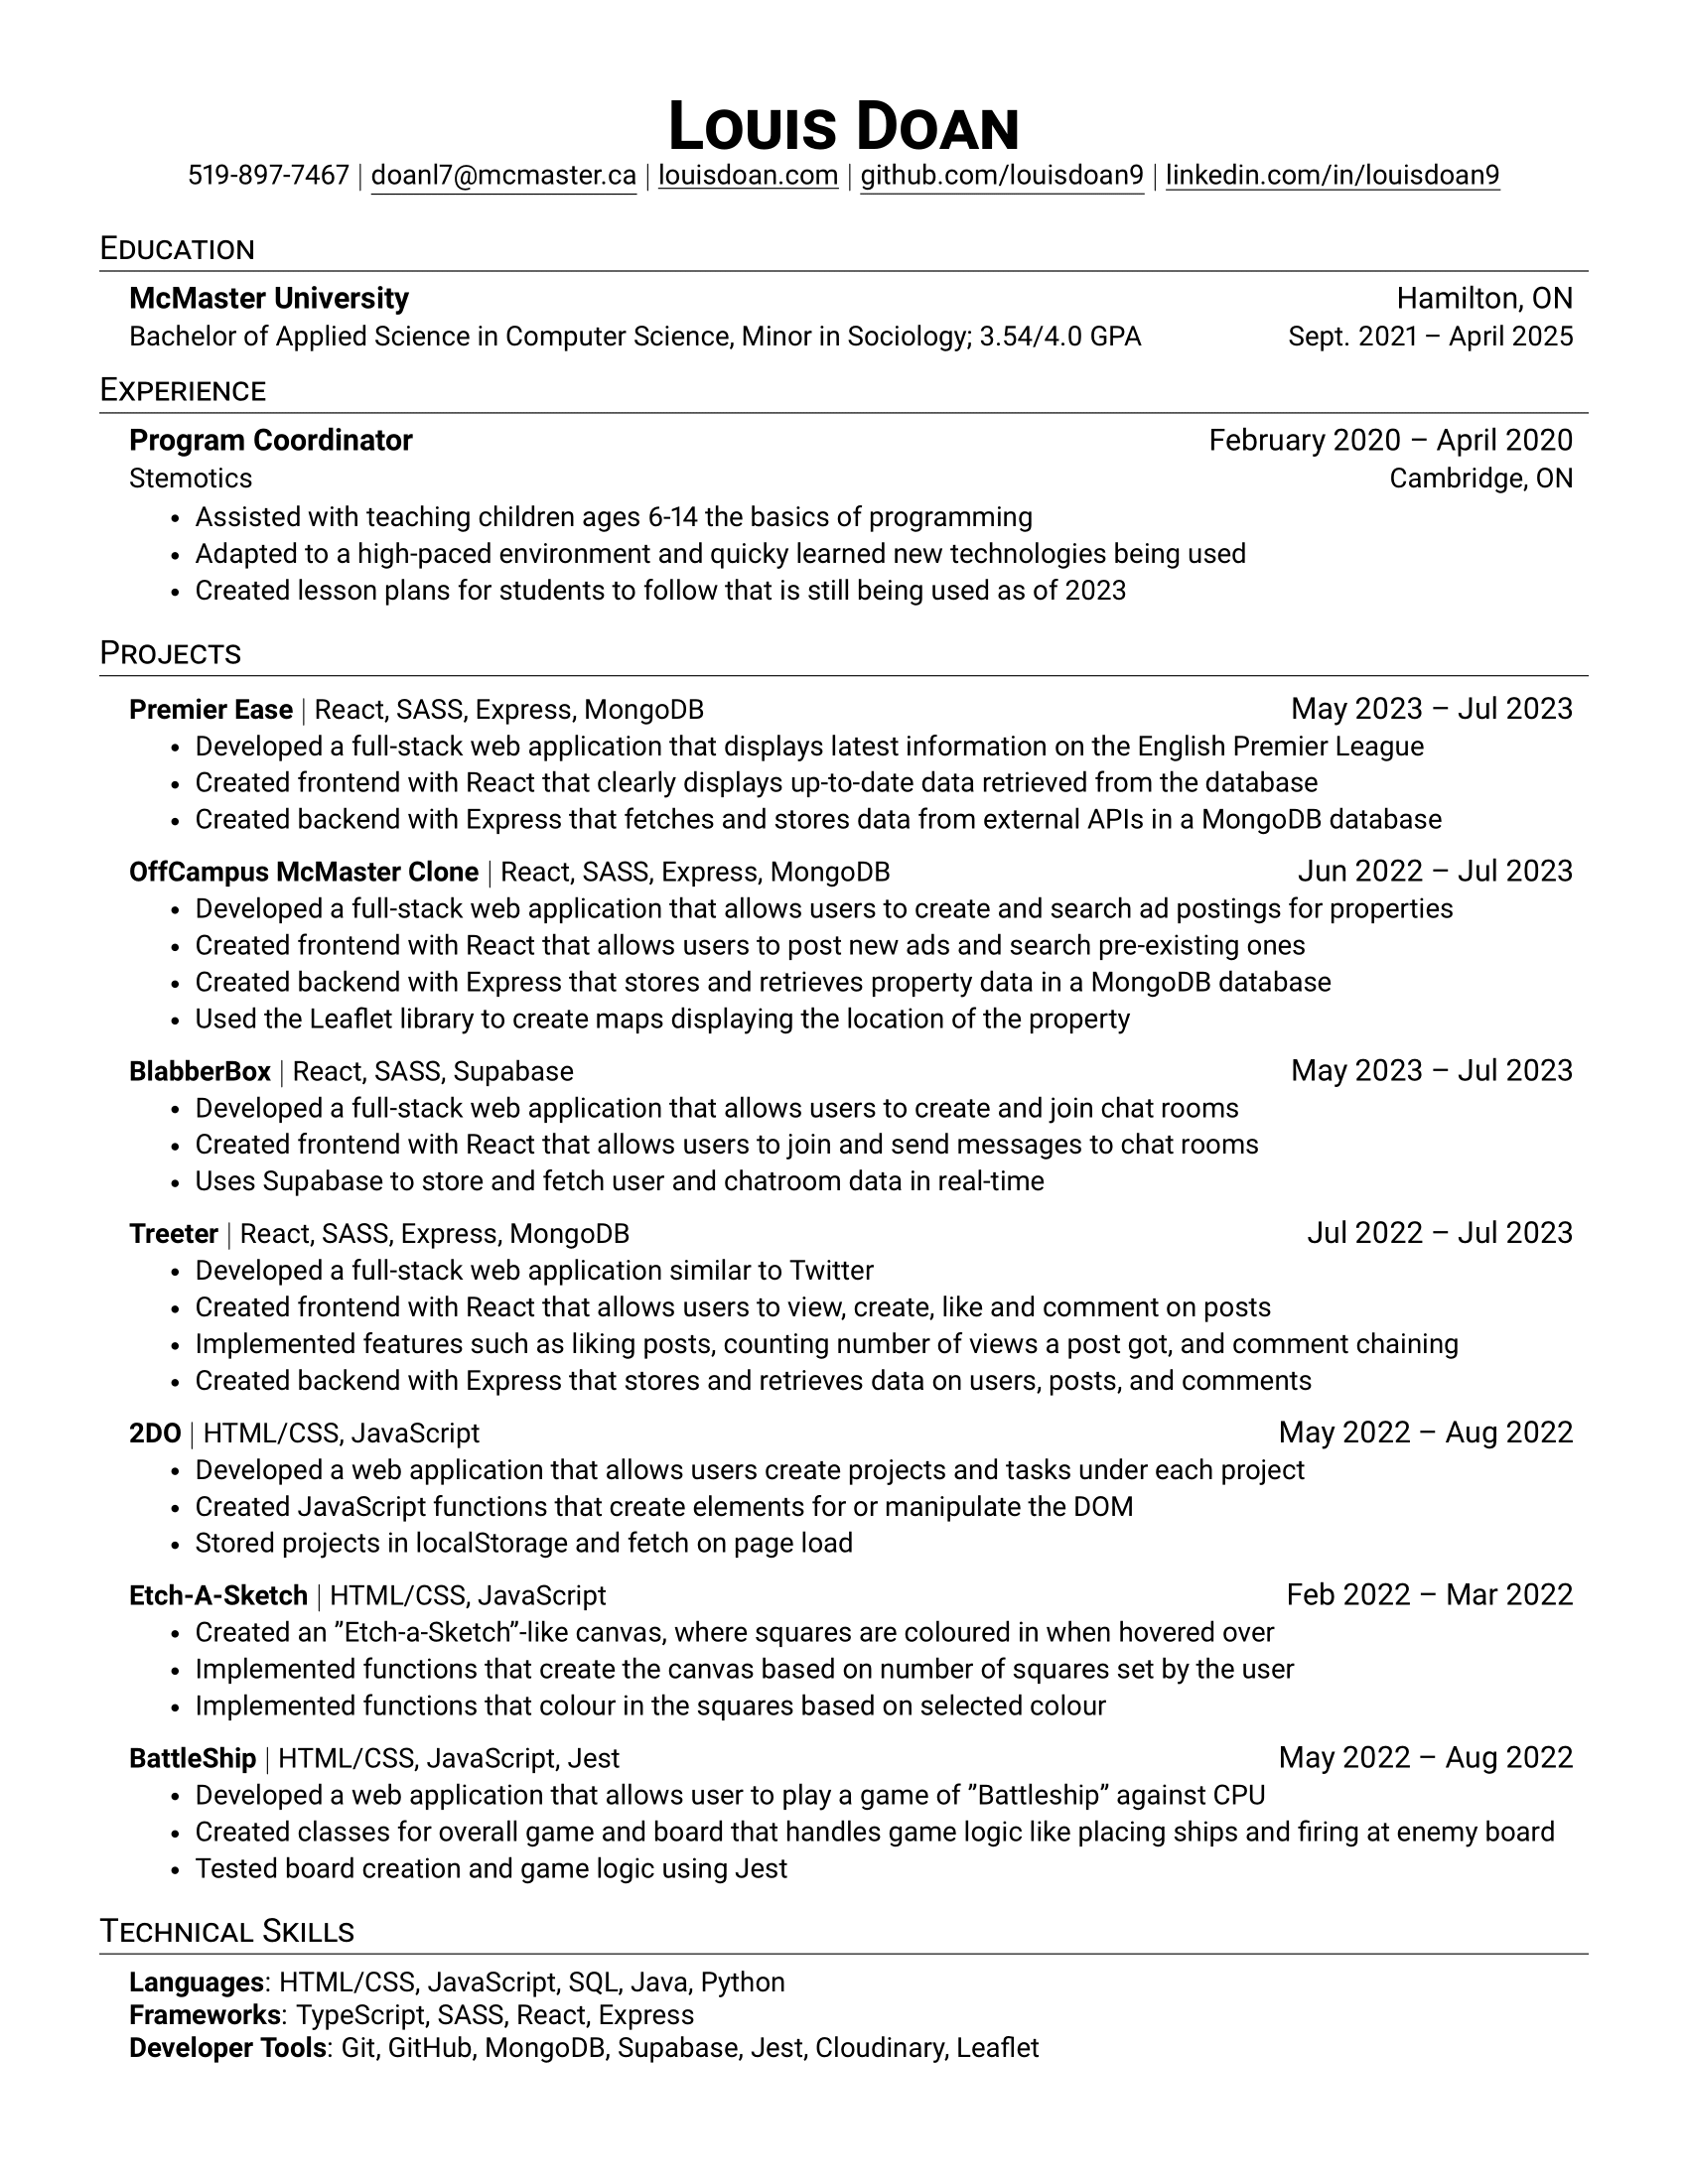 LOUIS DOAN
519-897-7467 | doanl7@mcmaster.ca | louisdoan.com | github.com/louisdoan9 | linkedin.com/in/louisdoan9
EDUCATION
McMaster University Hamilton, ON
Bachelor of Applied Science in Computer Science, Minor in Sociology; 3.54/4.0 GPA Sept. 2021 – April 2025
EXPERIENCE
Program Coordinator February 2020 – April 2020
Stemotics Cambridge, ON
• Assisted with teaching children ages 6-14 the basics of programming
• Adapted to a high-paced environment and quicky learned new technologies being used
• Created lesson plans for students to follow that is still being used as of 2023
PROJECTS
Premier Ease | React, SASS, Express, MongoDB May 2023 – Jul 2023
• Developed a full-stack web application that displays latest information on the English Premier League
• Created frontend with React that clearly displays up-to-date data retrieved from the database
• Created backend with Express that fetches and stores data from external APIs in a MongoDB database
OffCampus McMaster Clone | React, SASS, Express, MongoDB Jun 2022 – Jul 2023
• Developed a full-stack web application that allows users to create and search ad postings for properties
• Created frontend with React that allows users to post new ads and search pre-existing ones
• Created backend with Express that stores and retrieves property data in a MongoDB database
• Used the Leaflet library to create maps displaying the location of the property
BlabberBox | React, SASS, Supabase May 2023 – Jul 2023
• Developed a full-stack web application that allows users to create and join chat rooms
• Created frontend with React that allows users to join and send messages to chat rooms
• Uses Supabase to store and fetch user and chatroom data in real-time
Treeter | React, SASS, Express, MongoDB Jul 2022 – Jul 2023
• Developed a full-stack web application similar to Twitter
• Created frontend with React that allows users to view, create, like and comment on posts
• Implemented features such as liking posts, counting number of views a post got, and comment chaining
• Created backend with Express that stores and retrieves data on users, posts, and comments
2DO | HTML/CSS, JavaScript May 2022 – Aug 2022
• Developed a web application that allows users create projects and tasks under each project
• Created JavaScript functions that create elements for or manipulate the DOM
• Stored projects in localStorage and fetch on page load
Etch-A-Sketch | HTML/CSS, JavaScript Feb 2022 – Mar 2022
• Created an ”Etch-a-Sketch”-like canvas, where squares are coloured in when hovered over
• Implemented functions that create the canvas based on number of squares set by the user
• Implemented functions that colour in the squares based on selected colour
BattleShip | HTML/CSS, JavaScript, Jest May 2022 – Aug 2022
• Developed a web application that allows user to play a game of ”Battleship” against CPU
• Created classes for overall game and board that handles game logic like placing ships and firing at enemy board
• Tested board creation and game logic using Jest
TECHNICAL SKILLS
Languages: HTML/CSS, JavaScript, SQL, Java, Python
Frameworks: TypeScript, SASS, React, Express
Developer Tools: Git, GitHub, MongoDB, Supabase, Jest, Cloudinary, Leaflet